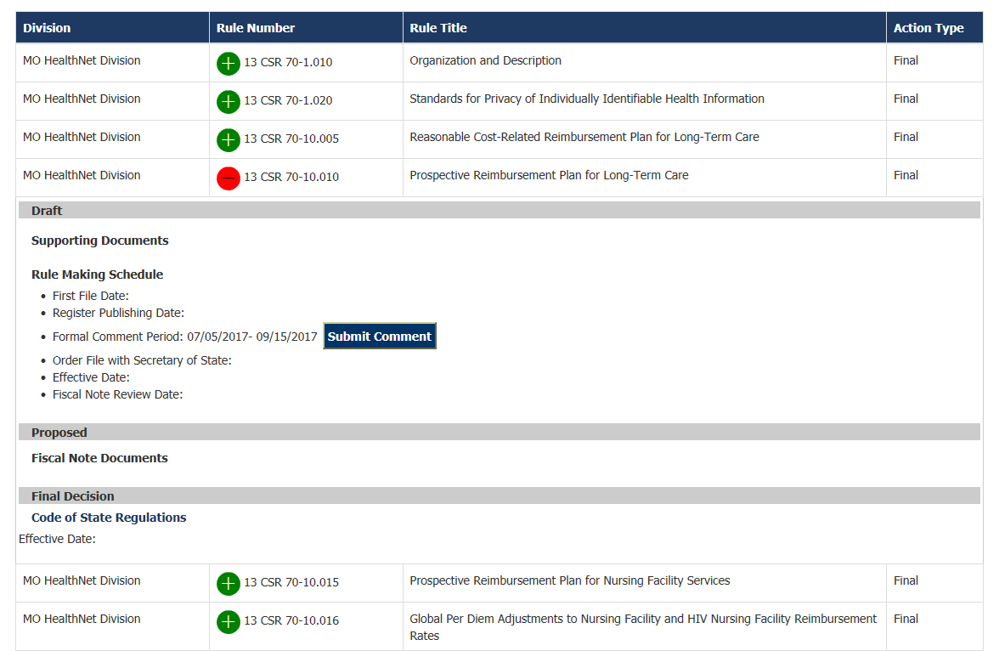 Division Rule Number Rule Title Action Type
MO HealthNet Division 13 CSR 70-1.010 Organization and Description Final
MO HealthNet Division 13 CSR 70-1.020 Standards for Privacy of Individually Identifiable Health Information Final
MO HealthNet Division 13 CSR 70-10.005 Reasonable Cost-Related Reimbursement Plan for Long-Term Care Final
MO HealthNet Division 13 CSR 70-10.010 Prospective Reimbursement Plan for Long-Term Care Final
Draft
Supporting Documents
Rule Making Schedule
• First File Date:
• Register Publishing Date:
• Formal Comment Period: 07/05/2017- 09/15/2017 Submit Comment
• Order File with Secretary of State:
• Effective Date:
• Fiscal Note Review Date:
Proposed
Fiscal Note Documents
Final Decision
Code of State Regulations
Effective Date:
MO HealthNet Division 13 CSR 70-10.015 Prospective Reimbursement Plan for Nursing Facility Services Final
MO HealthNet Division 13 CSR 70-10.016 Global Per Diem Adjustments to Nursing Facility and HIV Nursing Facility Reimbursement Final
Rates